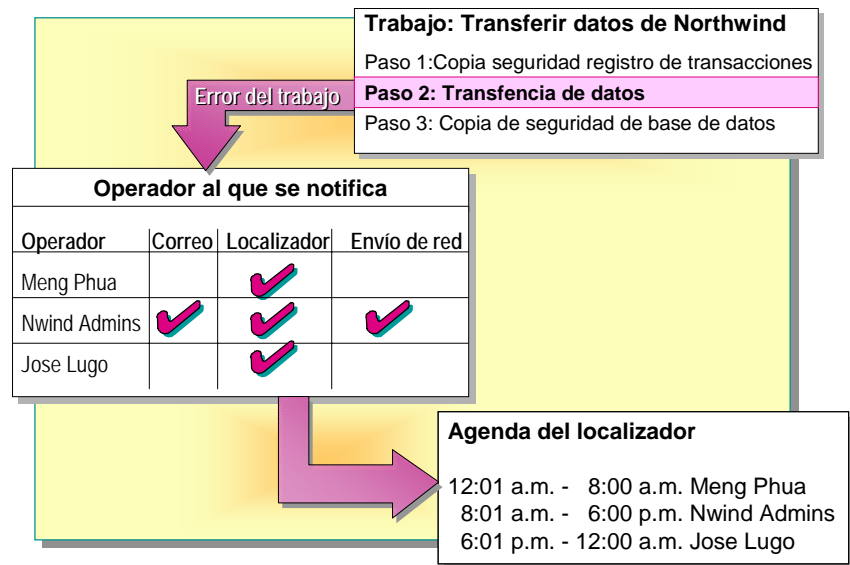 Trabajo: Transferir datos de Northwind
Paso 1:Copia seguridad registro de transacciones
Paso 2: Transfencia de datos
Paso 3: Copia de seguridad de base de datos
Error del trabajo
Operador al que se notifica
Operador Correo Localizador Envío de red
Meng Phua
Nwind Admins
Jose Lugo
Agenda del localizador
12:01 a.m. - 8:00 a.m. Meng Phua
8:01 a.m. - 6:00 p.m. Nwind Admins
6:01 p.m. - 12:00 a.m. Jose Lugo